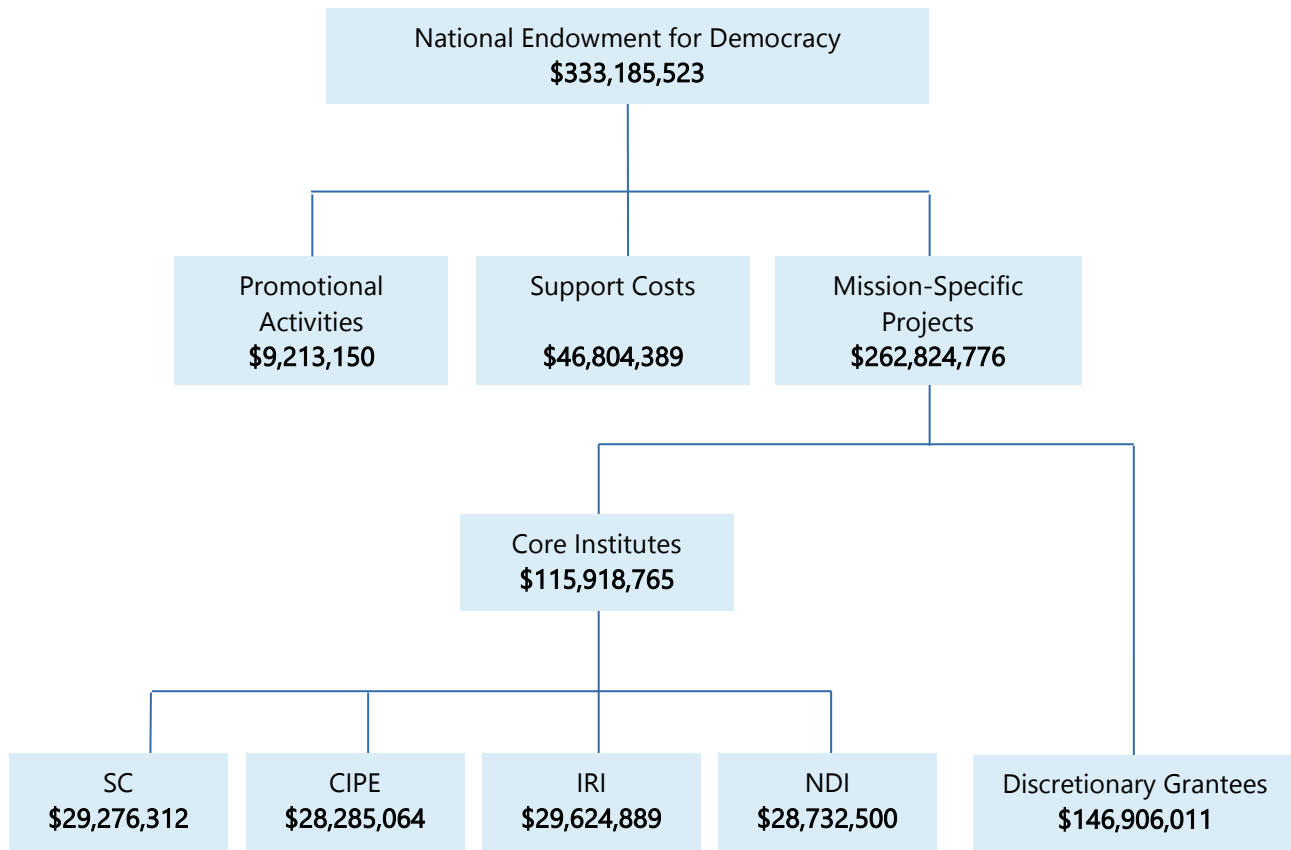 National Endowment for Democracy
$333,185,523
Promotional
Activities
$9,213,150
Support Costs
$46,804,389
Mission-Specific
Projects
$262,824,776
Core Institutes
$115,918,765
SC
$29,276,312
CIPE
$28,285,064
IRI
$29,624,889
NDI
$28,732,500
Discretionary Grantees
$146,906,011